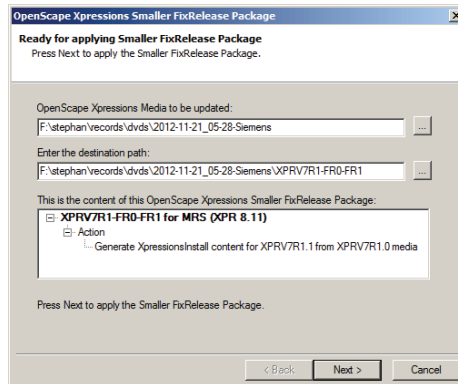 OpenScape Xpressions Smaller FixRelease Package
Ready for applying Smaller FixRelease Package
Press Next to apply the Smaller FixRelease Package.
OpenScape Xpressions Media to be updated:
F:\stephan\records\dvds\2012-11-21_05-28-Siemens
...
Enter the destination path:
F:\stephan\records\dvds\2012-11-21_05-28-Siemens\XPRV7R1-FR0-FR1
...
This is the content of this OpenScape Xpressions Smaller FixRelease Package:
XPRV7R1-FR0-FR1 for MRS (XPR 8.11)
Action
Generate XpressionsInstall content for XPRV7R1.1 from XPRV7R1.0 media
Press Next to apply the Smaller FixRelease Package.
< Back Next > Cancel